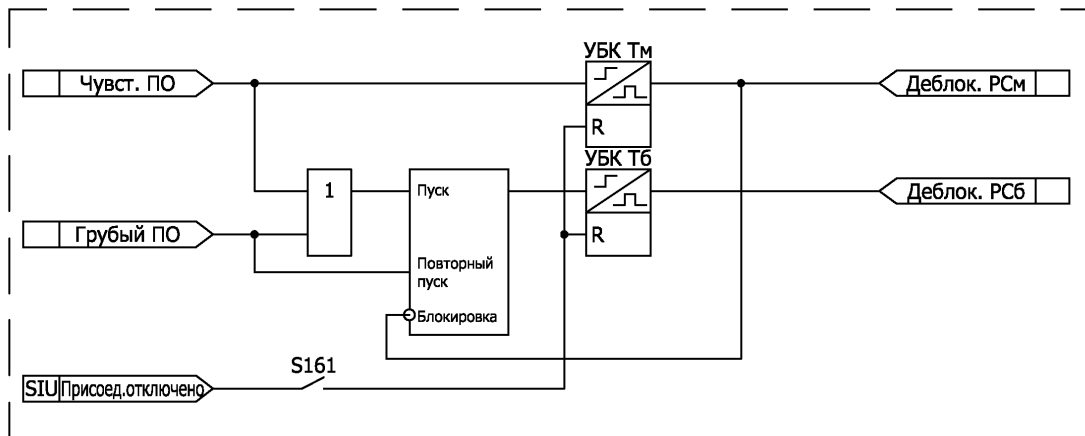 УБК Тм
Чувст. ПО
Деблок. РСм
R
УБК Тб
1
Пуск
Деблок. РСб
Грубый ПО
R
Повторный
пуск
Блокировка
S161
SIU Присоед.отключено